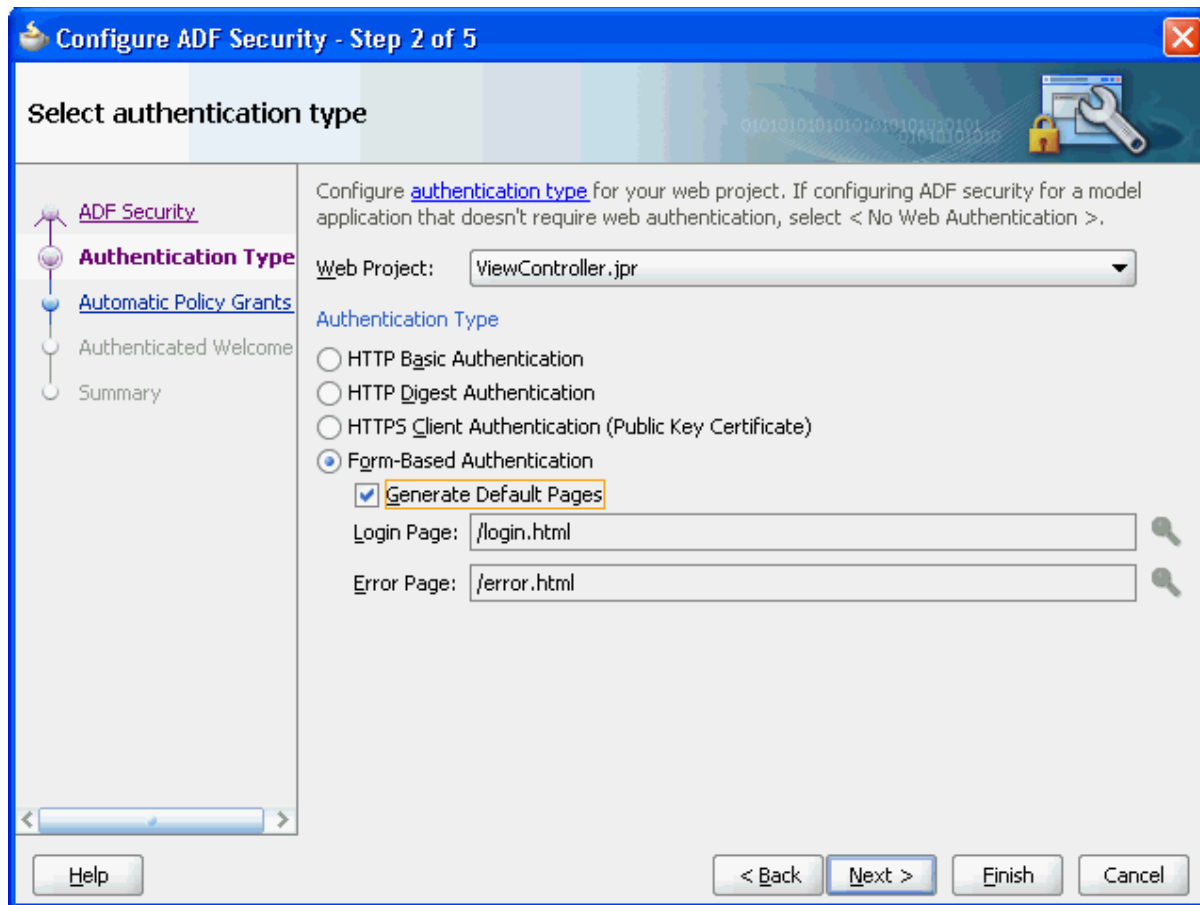 Configure ADF Security - Step 2 of 5
Select authentication type
ADF Security
Authentication Type
Automatic Policy Grants
Authenticated Welcome
Summary
Configure authentication type for your web project. If configuring ADF security for a model
application that doesn't require web authentication, select < No Web Authentication >.
Web Project: ViewController.jpr
Authentication Type
HTTP Basic Authentication
HTTP Digest Authentication
HTTPS Client Authentication (Public Key Certificate)
Form-Based Authentication
Generate Default Pages
Login Page: /login.html
Error Page: /error.html
Help < Back Next > Finish Cancel